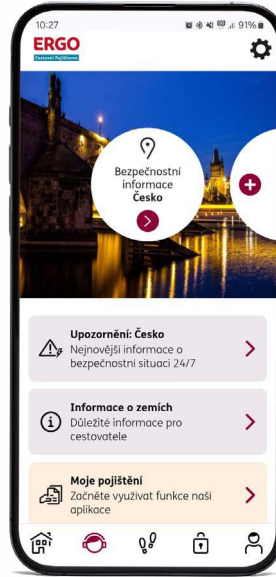 10:27
91%
ERGO
Cestovní Pojišťovna
Bezpečnostní
informace
Česko
Upozornění: Česko
Nejnovější informace o
bezpečnostní situaci 24/7
Informace o zemích
Důležité informace pro
cestovatele
Moje pojištění
Začněte využívat funkce naší
aplikace